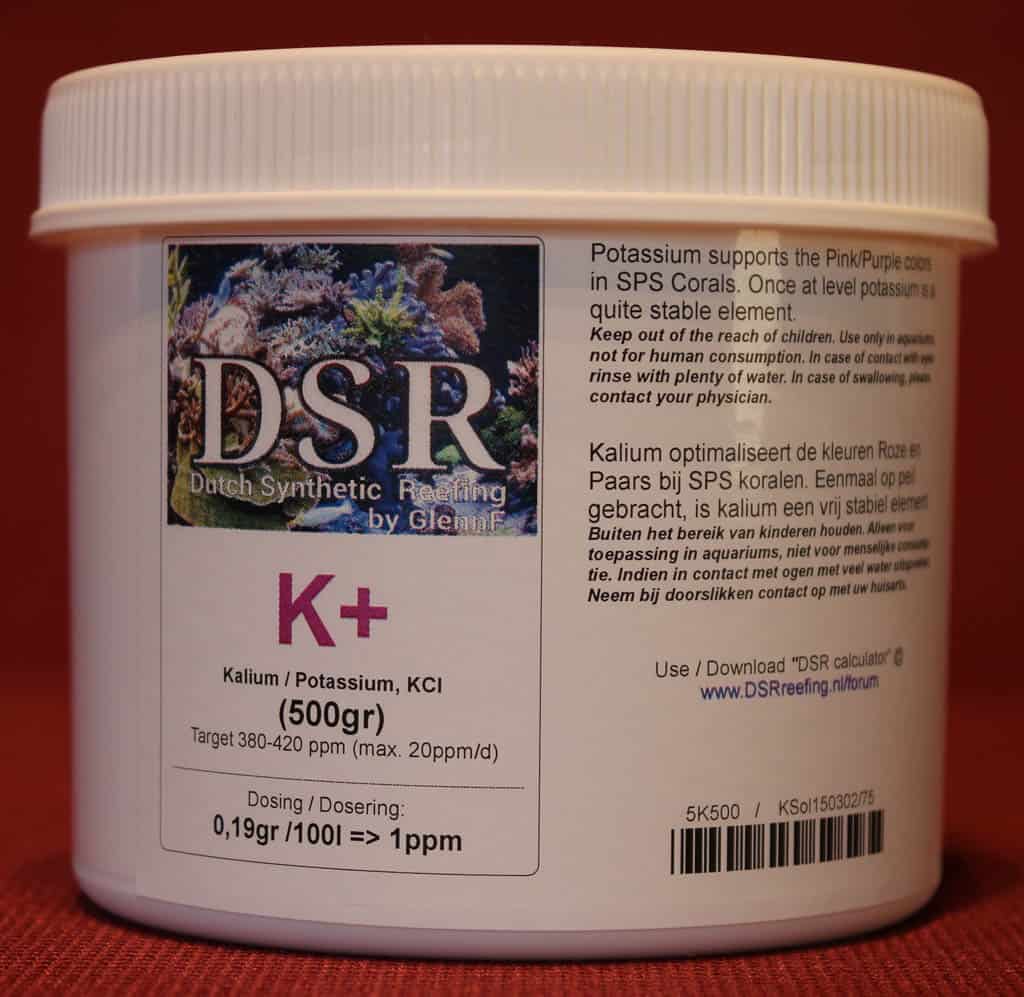 DSR
Dutch Synthetic Reefing
by GlennF
K+
Kalium / Potassium, KCl
(500gr)
Target 380-420 ppm (max. 20ppm/d)
Dosing / Dosering:
0,19gr /100l => 1ppm
Potassium supports the Pink/Purple colors
in SPS Corals. Once at level potassium is a
quite stable element.
Keep out of the reach of children. Use only in aquariums,
not for human consumption. In case of contact with eyes
rinse with plenty of water. In case of swallowing, please
contact your physician.
Kalium optimaliseert de kleuren Roze en
Paars bij SPS koralen. Eenmaal op peil
gebracht, is kalium een vrij stabiel element.
Buiten het bereik van kinderen houden. Alleen voor
toepassing in aquariums, niet voor menselijke consump-
tie. Indien in contact met ogen met veel water uitspoelen.
Neem bij doorslikken contact op met uw huisarts.
Use / Download "DSR calculator" @
www.DSRreefing.nl/forum
5K500 / KSol150302/75